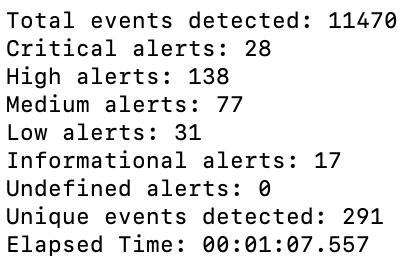 Total events detected: 11470
Critical alerts: 28
High alerts: 138
Medium alerts: 77
Low alerts: 31
Informational alerts: 17
Undefined alerts: 0
Unique events detected: 291
Elapsed Time: 00:01:07.557